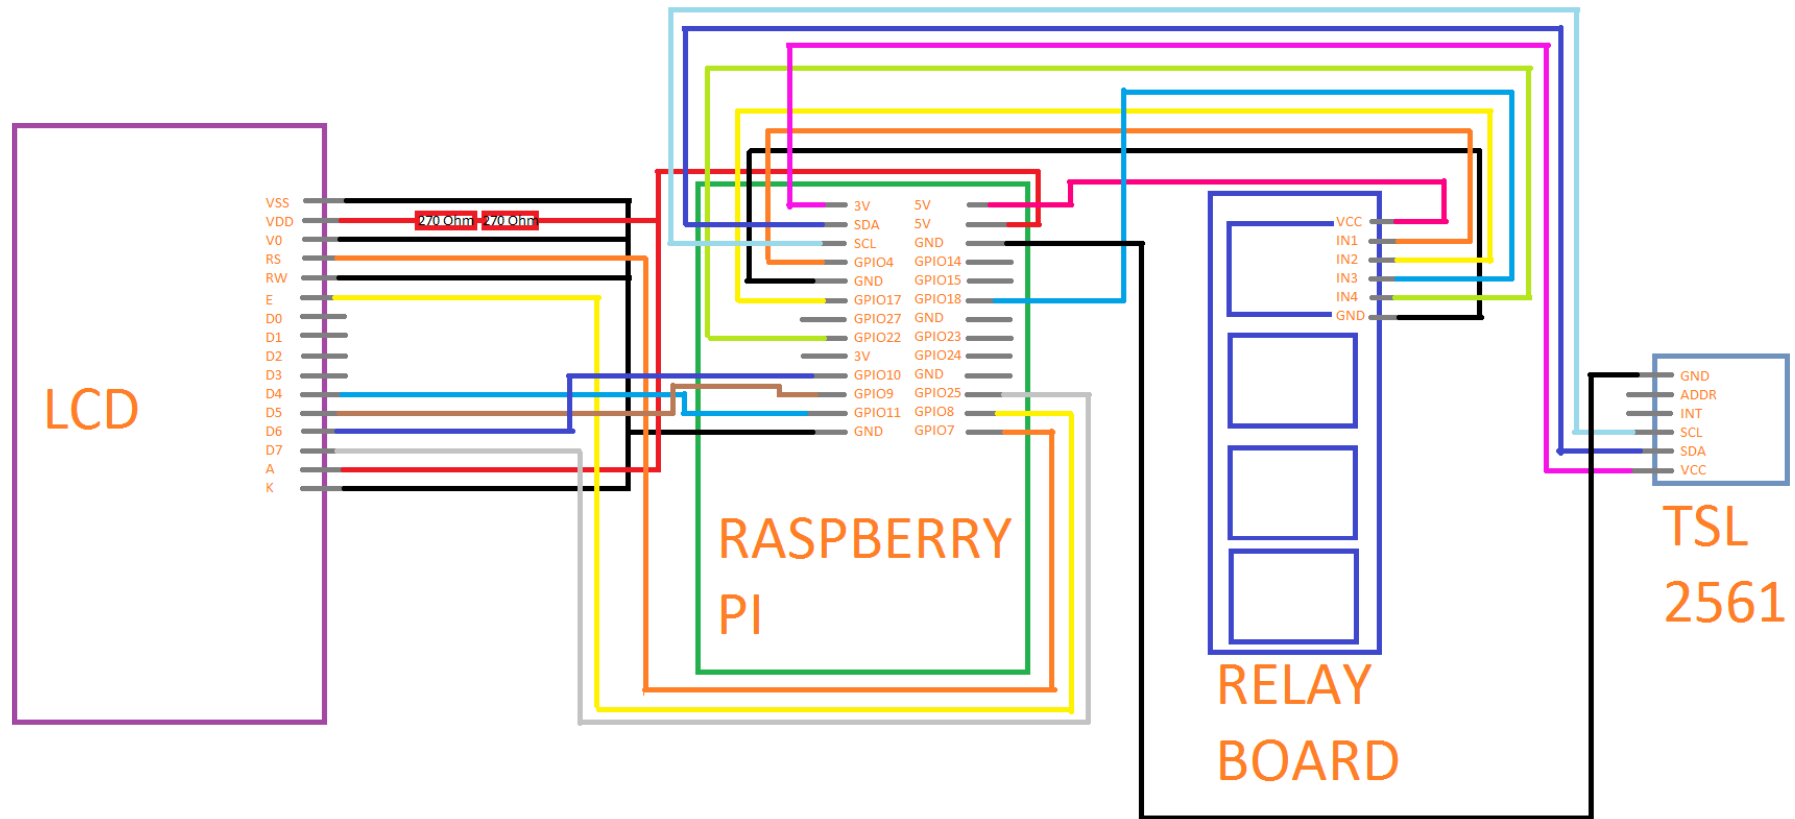 LCD
VSS
VDD
V0
RS
RW
E
D0
D1
D2
D3
D4
D5
D6
D7
A
K
270 Ohm 270 Ohm
3V 5V
SDA 5V
SCL GND
GPIO4 GPIO14
GND GPIO15
GPIO17 GPIO18
GPIO27 GND
GPIO22 GPIO23
3V GPIO24
GPIO10 GND
GPIO9 GPIO25
GPIO11 GPIO8
GND GPIO7
RASPBERRY
PI
VCC
IN1
IN2
IN3
IN4
GND
RELAY
BOARD
GND
ADDR
INT
SCL
SDA
VCC
TSL
2561